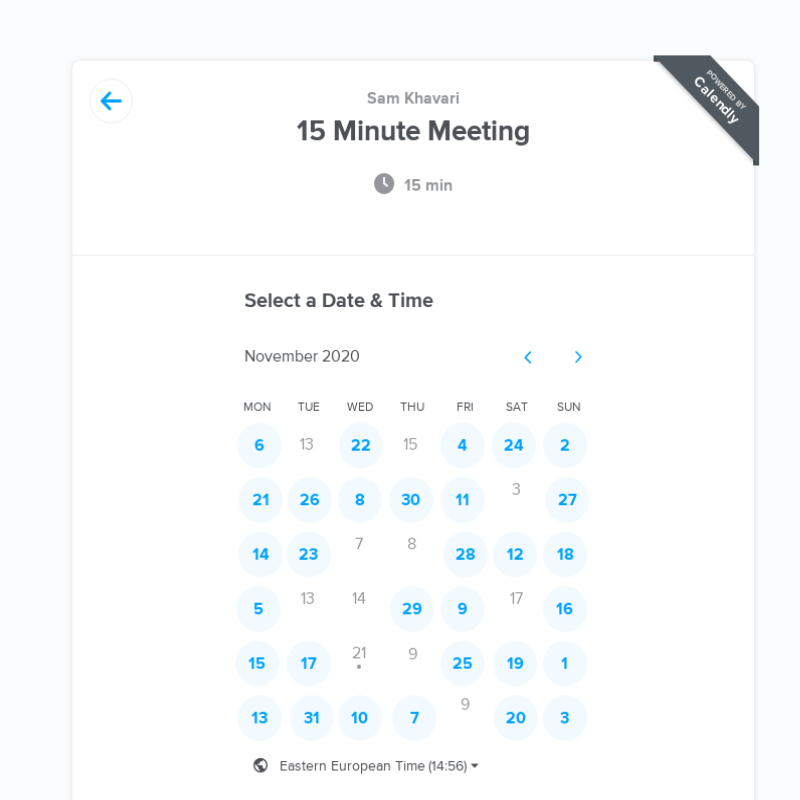 POWERED BY
Calendly
Sam Khavari
15 Minute Meeting
15 min
Select a Date & Time
November 2020
MON TUE WED THU FRI SAT SUN
6 13 22 15 4 24 2
21 26 8 30 11 3 27
14 23 7 8 28 12 18
5 13 14 29 9 17 16
15 17 21 9 25 19 1
13 31 10 7 9 20 3
Eastern European Time (14:56)